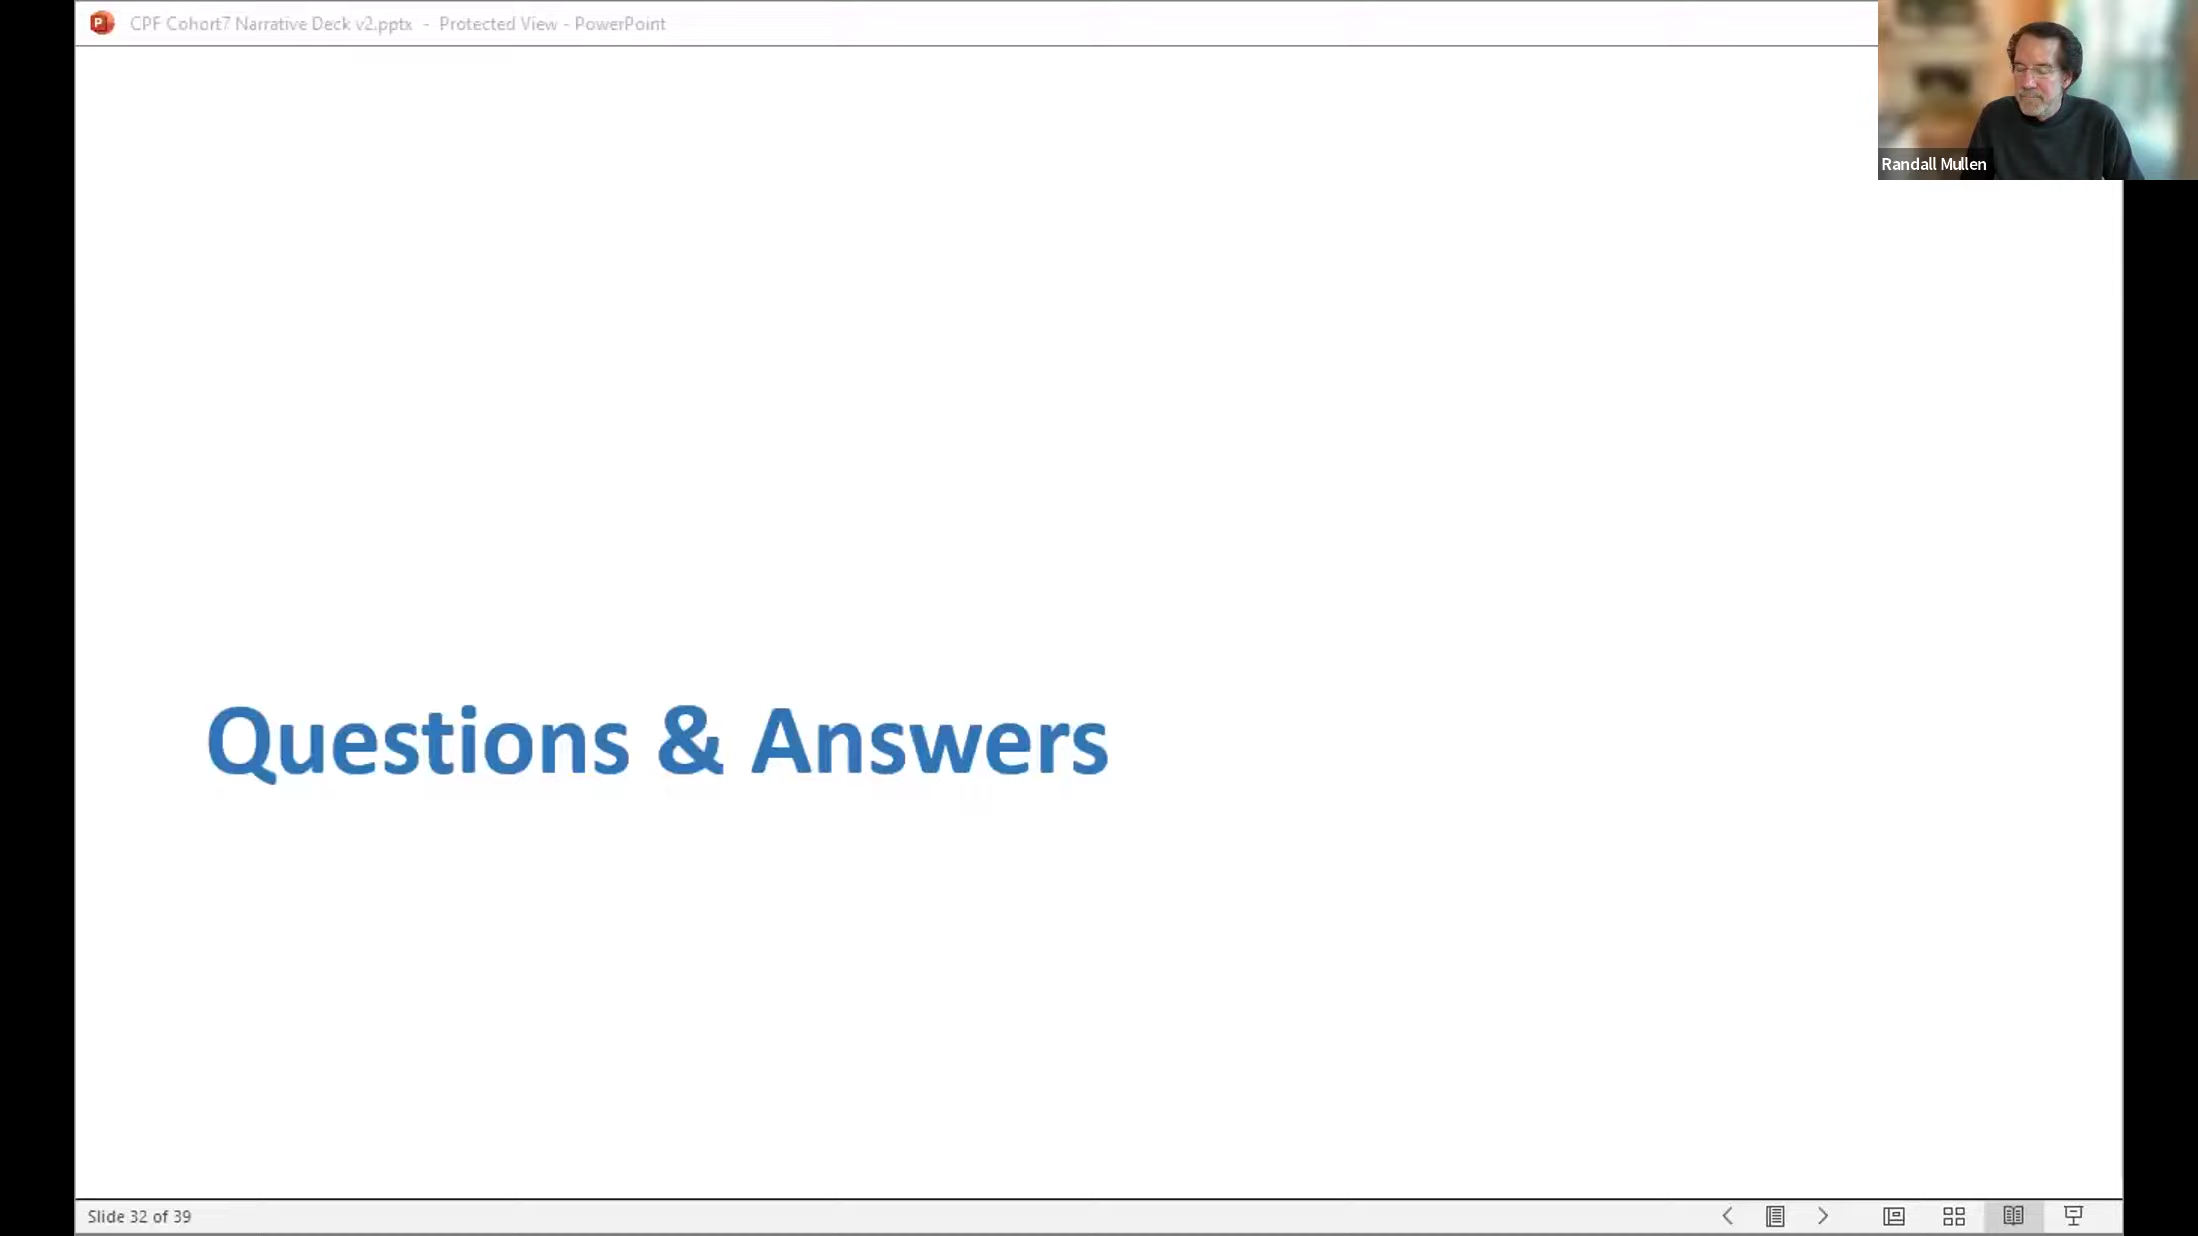 CPF Cohort7 Narrative Deck v2.pptx - Protected View - PowerPoint
Randall Mullen
Questions & Answers
Slide 32 of 39